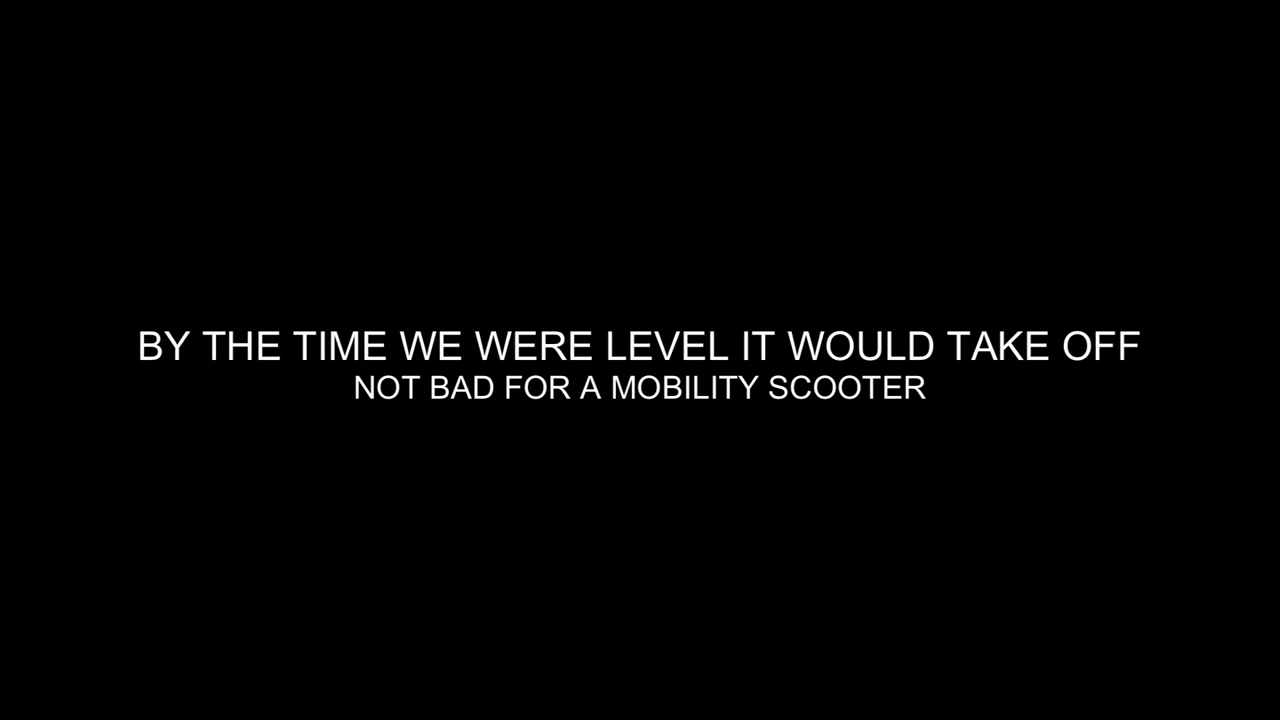 BY THE TIME WE WERE LEVEL IT WOULD TAKE OFF
NOT BAD FOR A MOBILITY SCOOTER